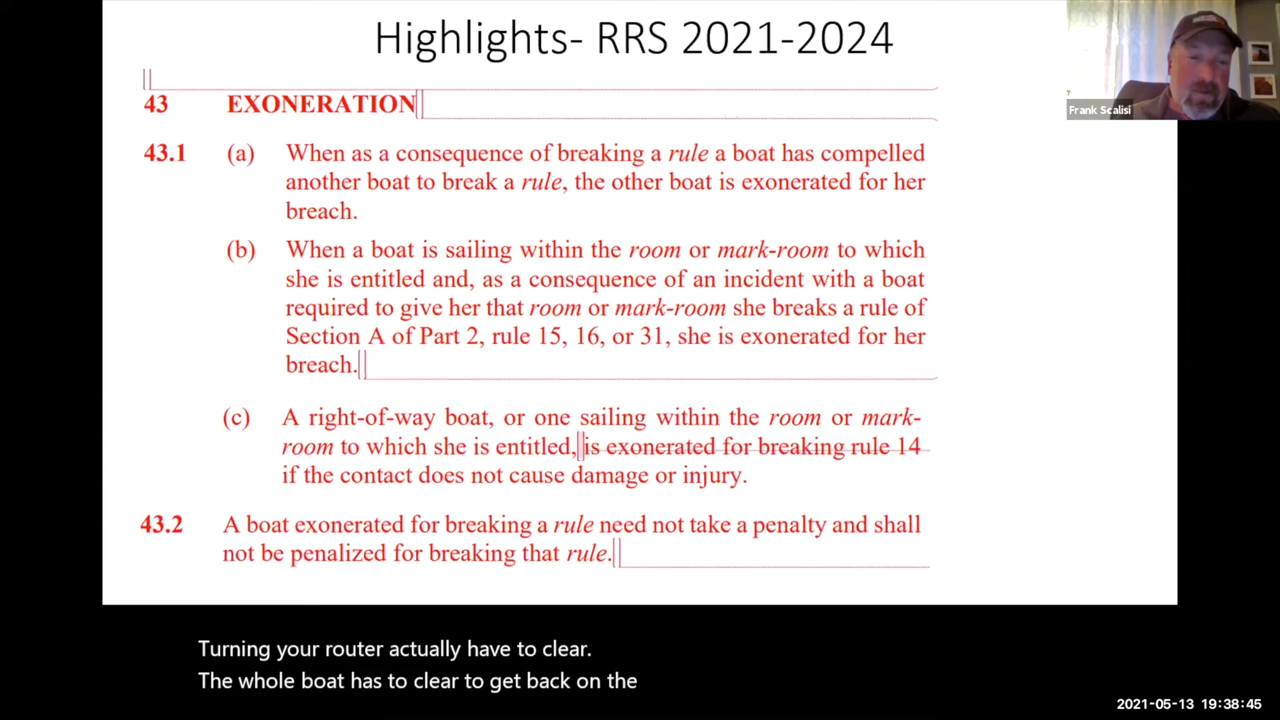 Highlights- RRS 2021-2024
Frank Scalisi
43 EXONERATION
43.1 (a) When as a consequence of breaking a rule a boat has compelled
another boat to break a rule, the other boat is exonerated for her
breach.
(b) When a boat is sailing within the room or mark-room to which
she is entitled and, as a consequence of an incident with a boat
required to give her that room or mark-room she breaks a rule of
Section A of Part 2, rule 15, 16, or 31, she is exonerated for her
breach.
(c) A right-of-way boat, or one sailing within the room or mark-
room to which she is entitled, is exonerated for breaking rule 14
if the contact does not cause damage or injury.
43.2 A boat exonerated for breaking a rule need not take a penalty and shall
not be penalized for breaking that rule.
Turning your router actually have to clear.
The whole boat has to clear to get back on the
2021-05-13 19:38:45